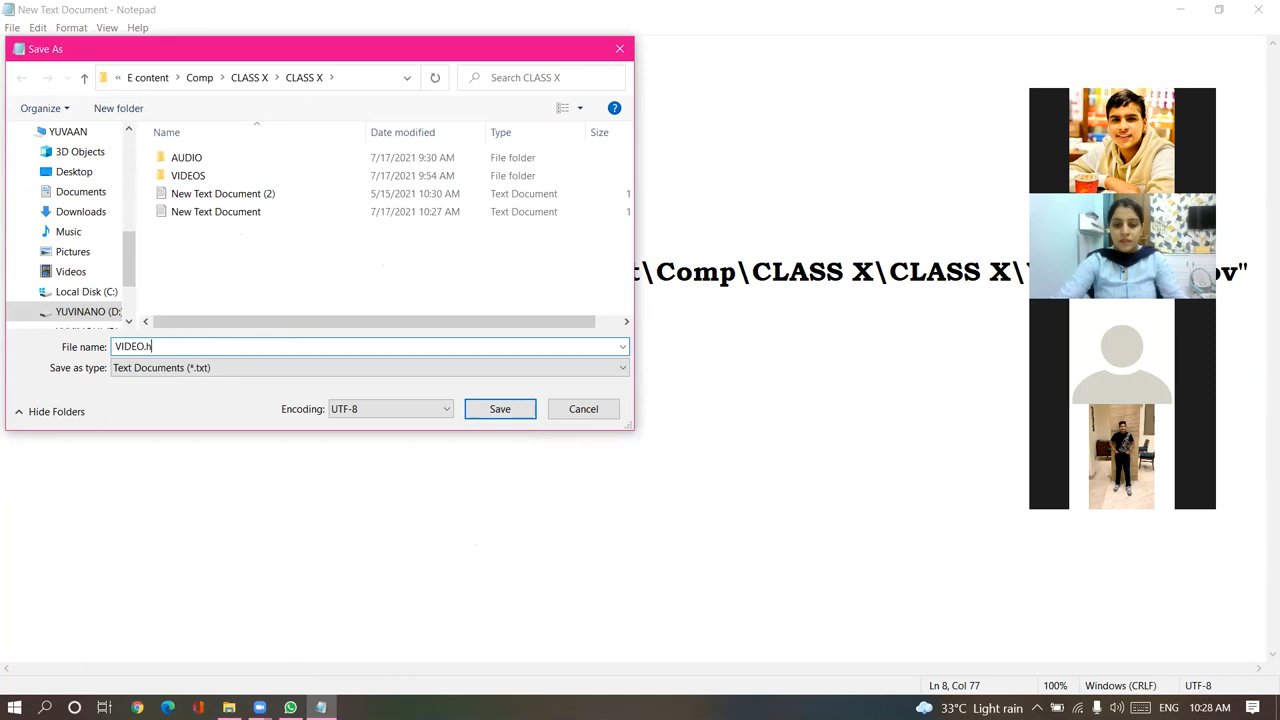 New Text Document - Notepad
File Edit Format View Help
Save As
« E content > Comp > CLASS X > CLASS X >
Search CLASS X
Organize
New folder
Name Date modified Type Size
YUVAAN
3D Objects
Desktop
Documents
Downloads
Music
Pictures
Videos
Local Disk (C:)
YUVINANO (D:
AUDIO 7/17/2021 9:30 AM File folder
VIDEOS 7/17/2021 9:54 AM File folder
New Text Document (2) 5/15/2021 10:30 AM Text Document 1
New Text Document 7/17/2021 10:27 AM Text Document 1
t\Comp\CLASS X\CLASS X\ ov"
File name: VIDEO.h
Save as type: Text Documents (*.txt)
Hide Folders
Encoding: UTF-8
Save
Cancel
Ln 8, Col 77 100% Windows (CRLF) UTF-8
33°C Light rain ENG 10:28 AM